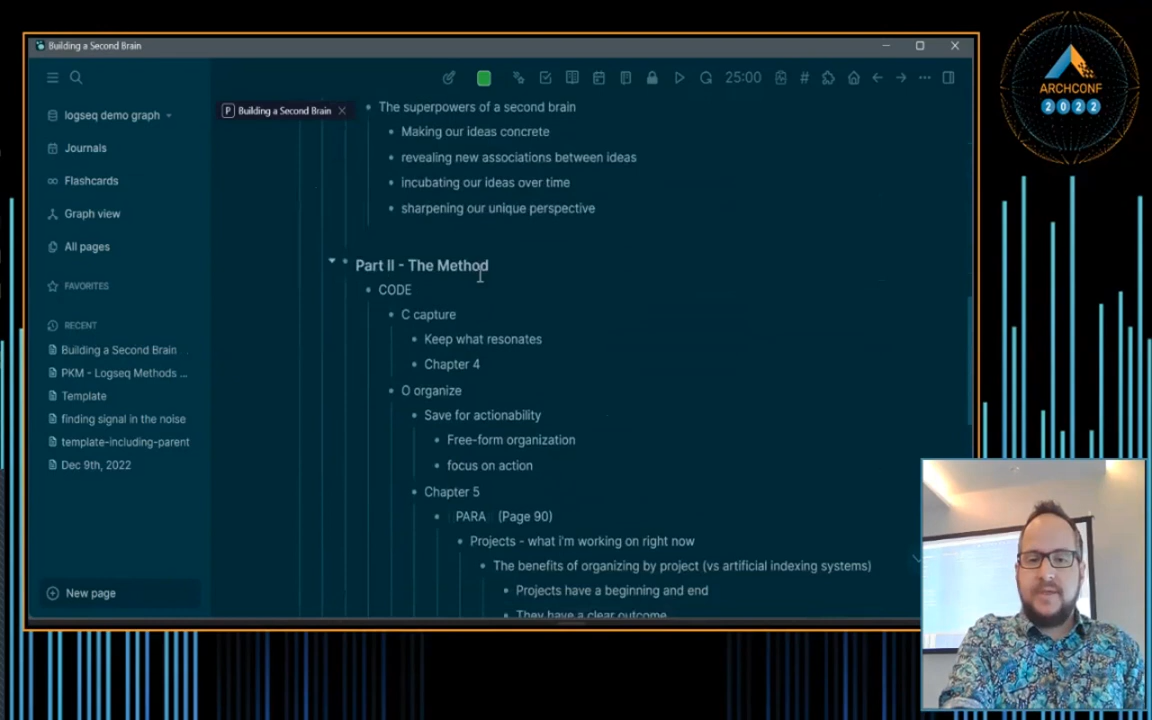 Building a Second Brain
ARCHCONF
2022
25:00
logseq demo graph
Journals
Flashcards
Graph view
All pages
FAVORITES
RECENT
Building a Second Brain
PKM - Logseq Methods ...
Template
finding signal in the noise
template-including-parent
Dec 9th, 2022
New page
P Building a Second Brain
The superpowers of a second brain
Making our ideas concrete
revealing new associations between ideas
incubating our ideas over time
sharpening our unique perspective
Part II - The Method
CODE
C capture
Keep what resonates
Chapter 4
O organize
Save for actionability
Free-form organization
focus on action
Chapter 5
PARA (Page 90)
Projects - what i'm working on right now
The benefits of organizing by project (vs artificial indexing systems)
Projects have a beginning and end
They have a clear outcome